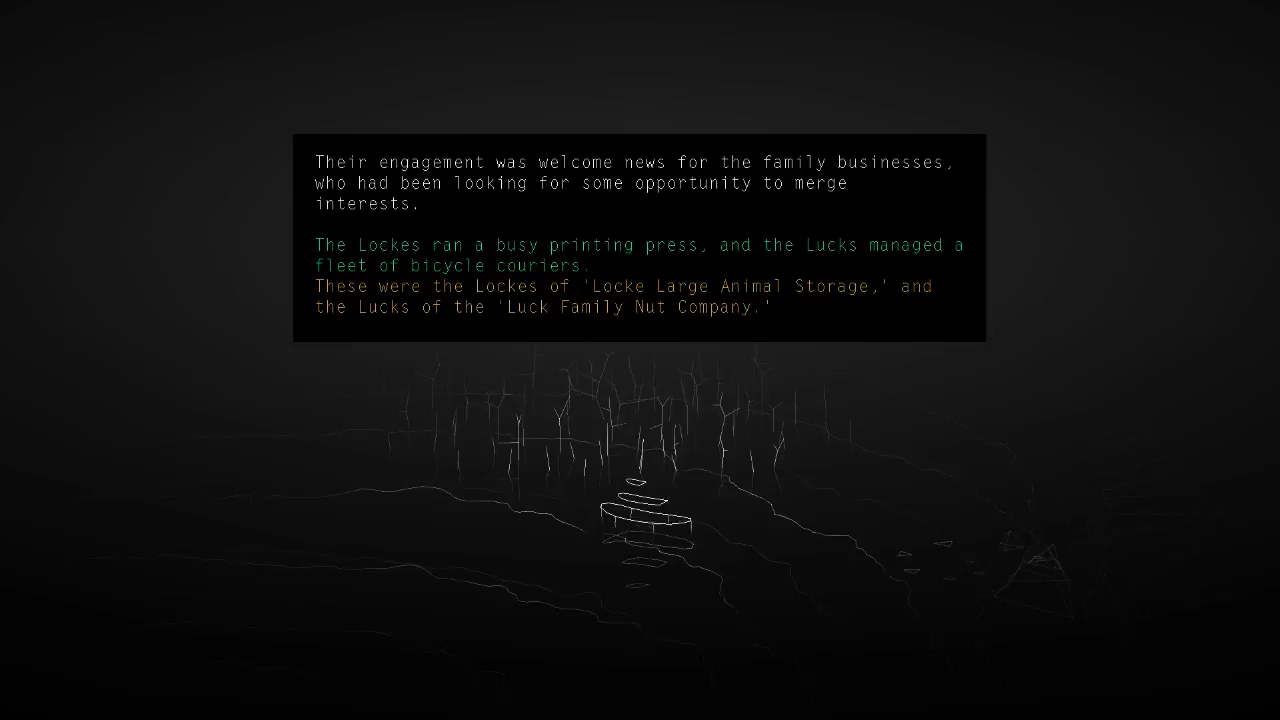 Their engagement was welcome news for the family businesses,
who had been looking for some opportunity to merge
interests.
The Lockes ran a busy printing press, and the Lucks managed a
fleet of bicycle couriers.
These were the Lockes of 'Locke Large Animal Storage,' and
the Lucks of the 'Luck Family Nut Company.'